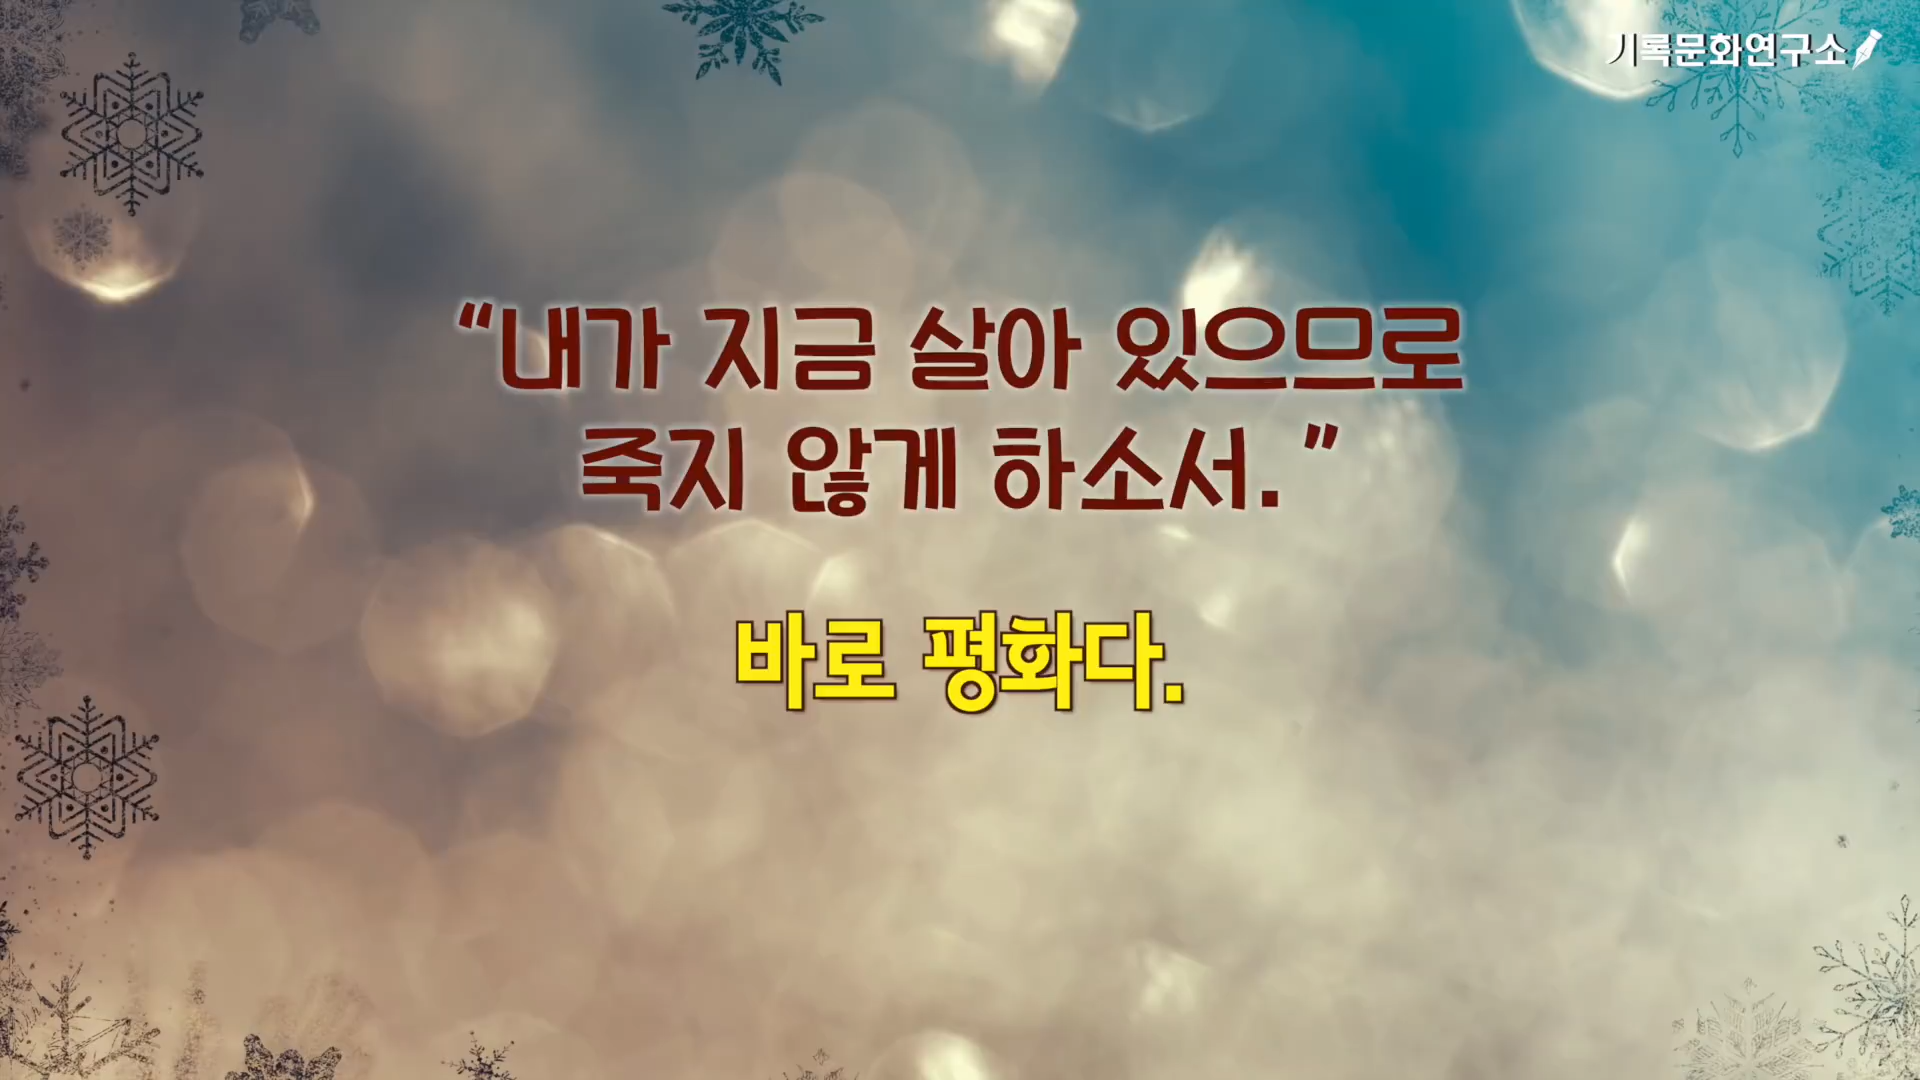 기록문화연구소
“내가 지금 살아 있으므로
죽지 않게 하소서.”
바로 평화다.